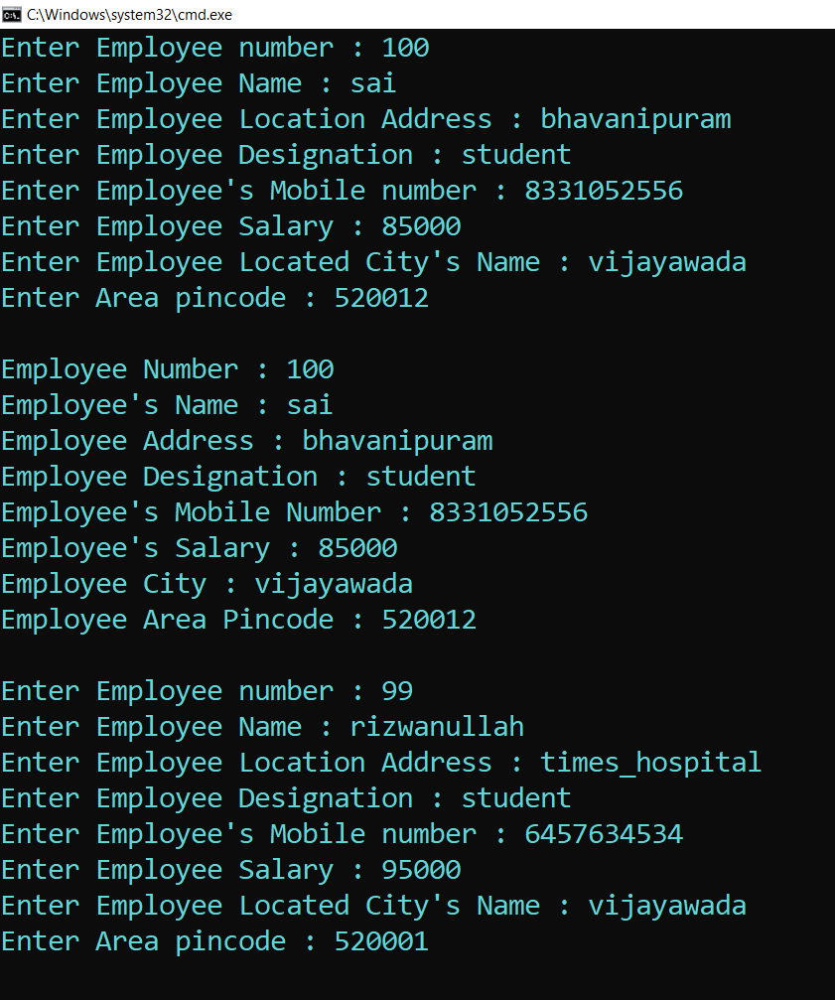 C:\Windows\system32\cmd.exe
Enter Employee number : 100
Enter Employee Name : sai
Enter Employee Location Address : bhavanipuram
Enter Employee Designation : student
Enter Employee's Mobile number : 8331052556
Enter Employee Salary : 85000
Enter Employee Located City's Name : vijayawada
Enter Area pincode : 520012
Employee Number : 100
Employee's Name : sai
Employee Address : bhavanipuram
Employee Designation : student
Employee's Mobile Number : 8331052556
Employee's Salary : 85000
Employee City : vijayawada
Employee Area Pincode : 520012
Enter Employee number : 99
Enter Employee Name : rizwanullah
Enter Employee Location Address : times_hospital
Enter Employee Designation : student
Enter Employee's Mobile number : 6457634534
Enter Employee Salary : 95000
Enter Employee Located City's Name : vijayawada
Enter Area pincode : 520001